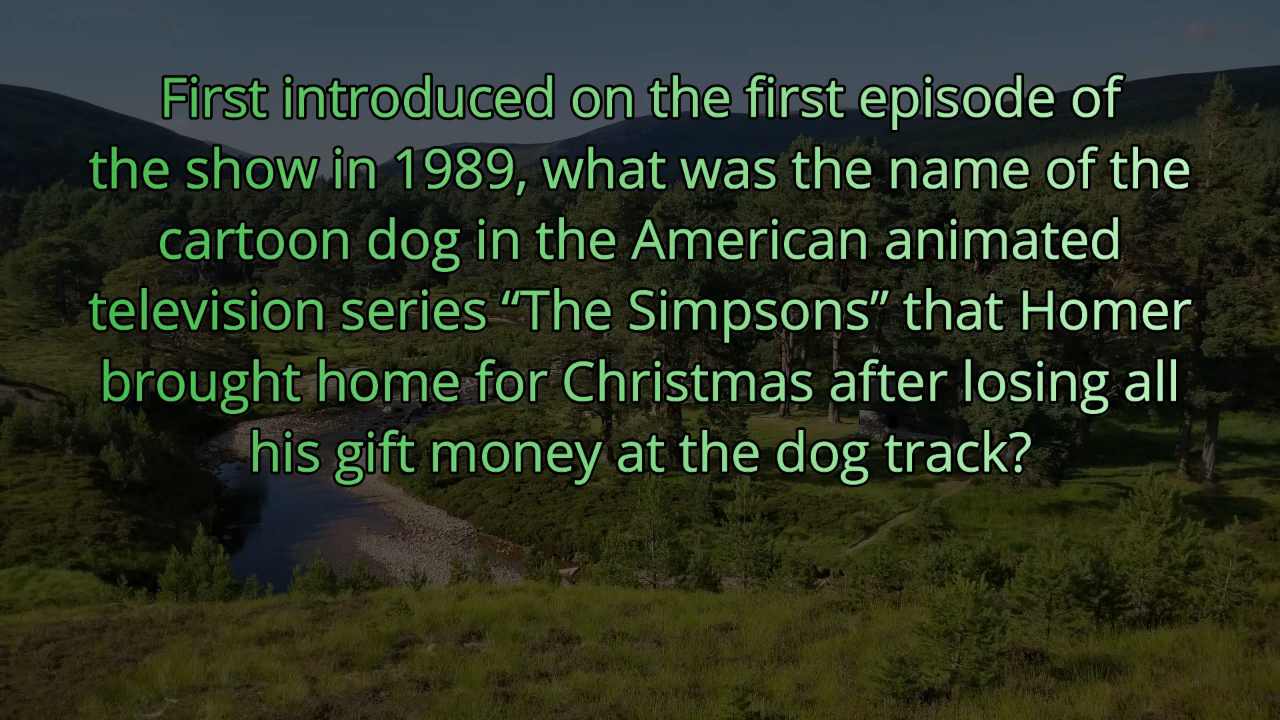 First introduced on the first episode of
the show in 1989, what was the name of the
cartoon dog in the American animated
television series “The Simpsons” that Homer
brought home for Christmas after losing all
his gift money at the dog track?